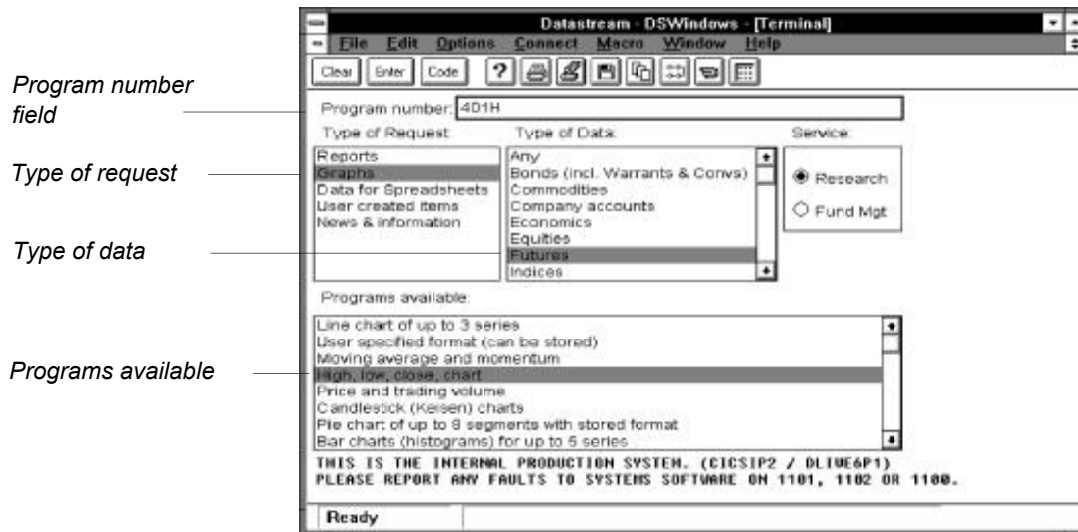 Datastream - DSWindows - [Terminal]
File Edit Options Connect Macro Window Help
Clear Enter Code ?
Program number field
Program number: 401H
Type of Request: Type of Data: Service:
Type of request
Reports
Graphs
Data for Spreadsheets
User created items
News & information
Any
Bonds (incl. Warrants & Convs)
Commodities
Company accounts
Economics
Equities
Futures
Indices
Research
Fund Mgt
Type of data
Programs available:
Programs available
Line chart of up to 3 series
User specified format (can be stored)
Moving average and momentum
High, low, close, chart
Price and trading volume
Candlestick (Keisen) charts
Pie chart of up to 8 segments with stored format
Bar charts (histograms) for up to 5 series
THIS IS THE INTERNAL PRODUCTION SYSTEM. (CICSIP2 / DLIVE6P1)
PLEASE REPORT ANY FAULTS TO SYSTEMS SOFTWARE ON 1101, 1102 OR 1100.
Ready